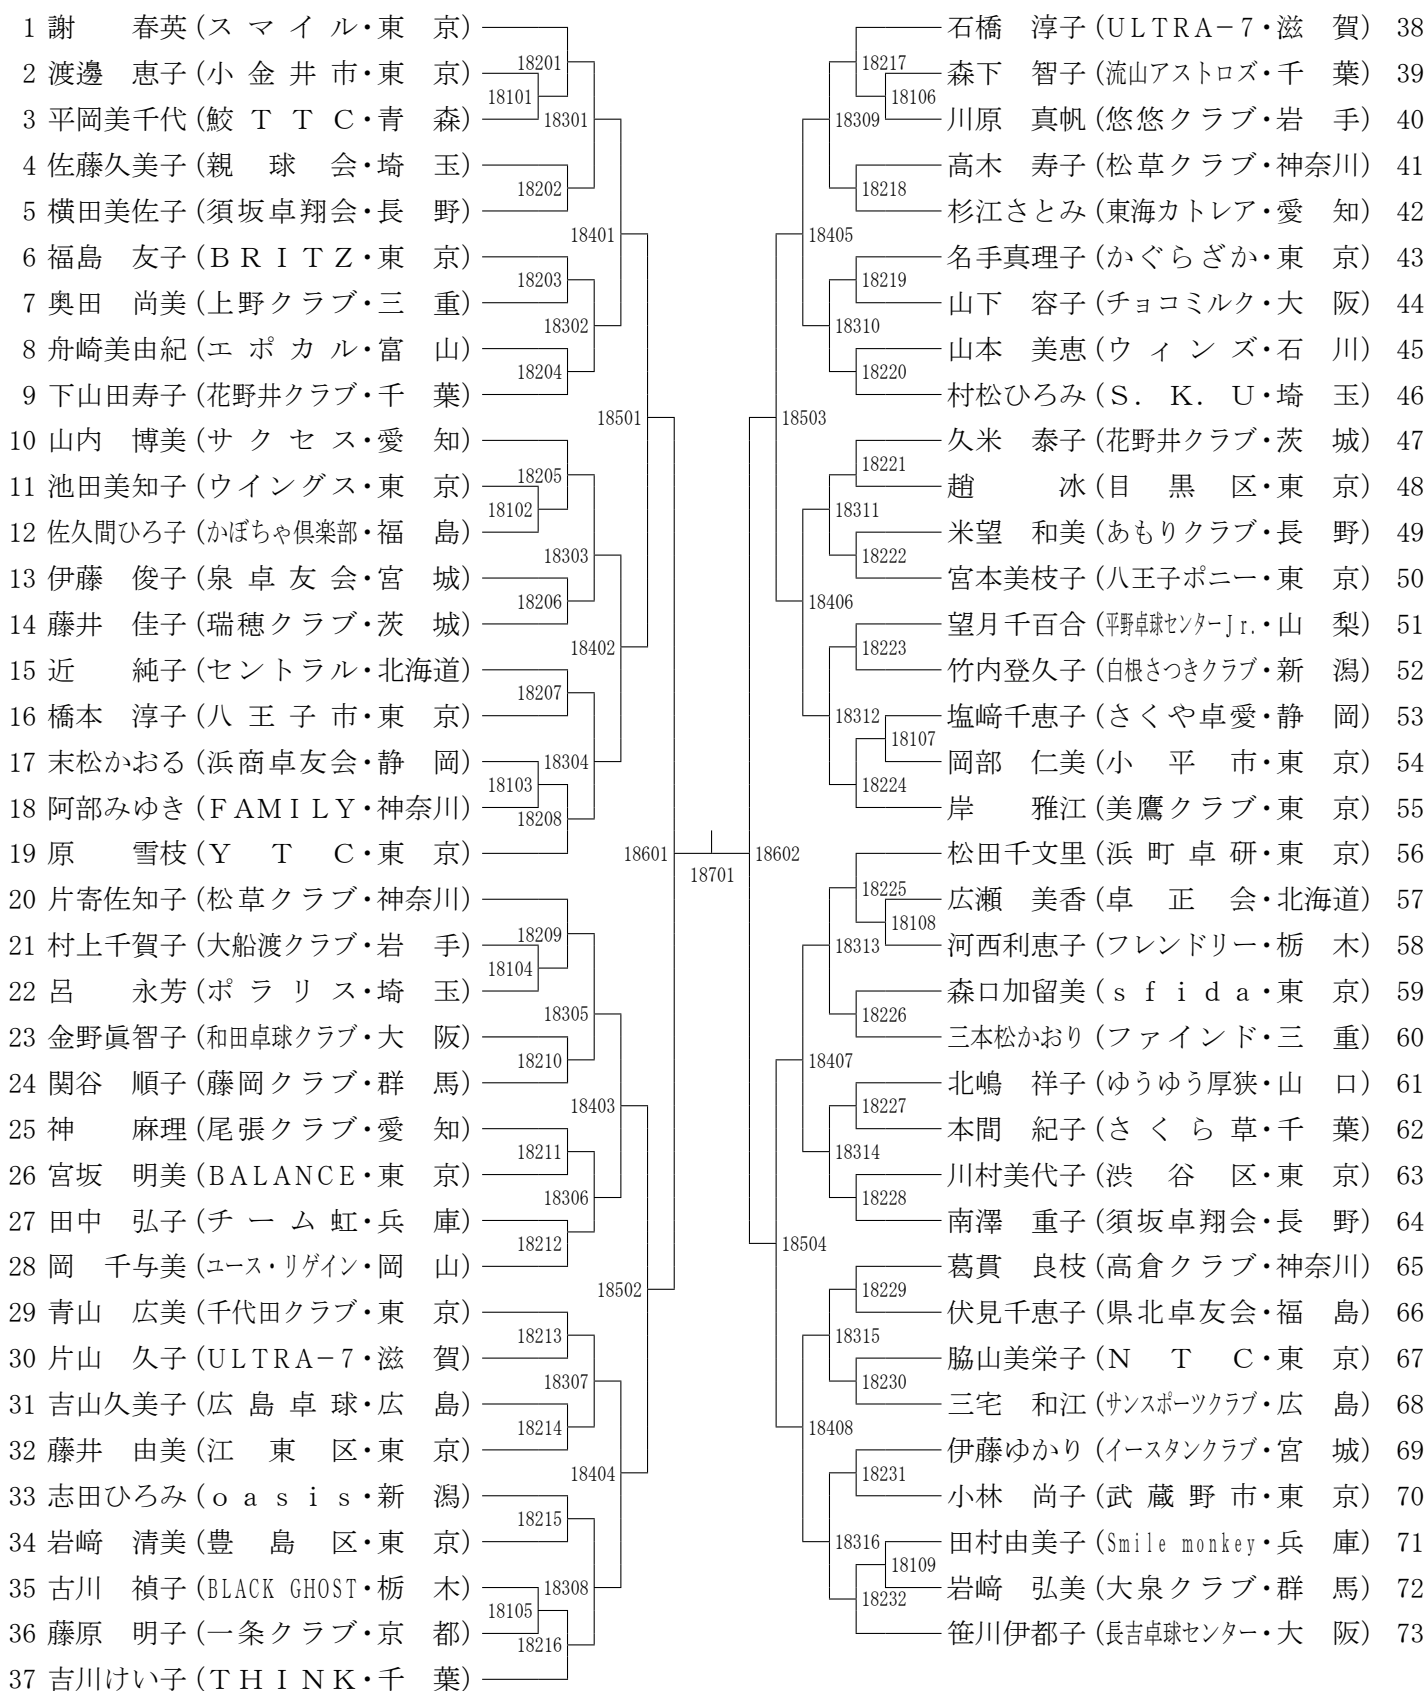 1 謝　　春英(スマイル・東　京)
18201
2 渡邊　恵子(小金井市・東　京)
18101
3 平岡美千代(鮫ＴＴＣ・青　森)
18301
4 佐藤久美子(親　球　会・埼　玉)
18202
5 横田美佐子(須坂卓翔会・長　野)
18401
6 福島　友子(ＢＲＩＴＺ・東　京)
18203
7 奥田　尚美(上野クラブ・三　重)
18302
8 舟崎美由紀(エポカル・富　山)
18204
9 下山田寿子(花野井クラブ・千　葉)
18501
10 山内　博美(サクセス・愛　知)
18205
11 池田美知子(ウイングス・東　京)
18102
12 佐久間ひろ子(かぼちゃ倶楽部・福　島)
18303
13 伊藤　俊子(泉卓友会・宮　城)
18206
14 藤井　佳子(瑞穂クラブ・茨　城)
18402
15 近　　純子(セントラル・北海道)
18207
16 橋本　淳子(八王子市・東　京)
17 末松かおる(浜商卓友会・静　岡)
18304
18103
18 阿部みゆき(ＦＡＭＩＬＹ・神奈川)
18208
19 原　　雪枝(Ｙ　Ｔ　Ｃ・東　京)
18601
18701
20 片寄佐知子(松草クラブ・神奈川)
18209
21 村上千賀子(大船渡クラブ・岩　手)
18104
22 呂　　永芳(ポラリス・埼　玉)
18305
23 金野眞智子(和田卓球クラブ・大　阪)
18210
24 関谷　順子(藤岡クラブ・群　馬)
18403
25 神　　麻理(尾張クラブ・愛　知)
18211
26 宮坂　明美(BALANCE・東　京)
18306
27 田中　弘子(チーム虹・兵　庫)
18212
28 岡　千与美(ユース・リゲイン・岡　山)
18502
29 青山　広美(千代田クラブ・東　京)
18213
30 片山　久子(ULTRA−7・滋　賀)
18307
31 吉山久美子(広島卓球・広　島)
18214
32 藤井　由美(江　東　区・東　京)
18404
33 志田ひろみ(ｏａｓｉｓ・新　潟)
18215
34 岩﨑　清美(豊　島　区・東　京)
35 古川　禎子(BLACK GHOST・栃　木)
18308
18105
36 藤原　明子(一条クラブ・京　都)
18216
37 吉川けい子(ＴＨＩＮＫ・千　葉)
石橋　淳子(ULTRA−7・滋　賀) 38
18217
森下　智子(流山アストロズ・千　葉) 39
18106
川原　真帆(悠悠クラブ・岩　手) 40
18309
高木　寿子(松草クラブ・神奈川) 41
18218
杉江さとみ(東海カトレア・愛　知) 42
18405
名手真理子(かぐらざか・東　京) 43
18219
山下　容子(チョコミルク・大　阪) 44
18310
山本　美恵(ウィンズ・石　川) 45
18220
村松ひろみ(Ｓ．Ｋ．Ｕ・埼　玉) 46
18503
久米　泰子(花野井クラブ・茨　城) 47
18221
趙　　　冰(目　黒　区・東　京) 48
18311
米望　和美(あもりクラブ・長　野) 49
18222
宮本美枝子(八王子ポニー・東　京) 50
18406
望月千百合(平野卓球センターJr.・山　梨) 51
18223
竹内登久子(白根さつきクラブ・新　潟) 52
18312
塩﨑千恵子(さくや卓愛・静　岡) 53
18107
岡部　仁美(小　平　市・東　京) 54
18224
岸　　雅江(美鷹クラブ・東　京) 55
18602
松田千文里(浜町卓研・東　京) 56
18225
広瀬　美香(卓　正　会・北海道) 57
18108
18313
河西利恵子(フレンドリー・栃　木) 58
森口加留美(ｓｆｉｄａ・東　京) 59
18226
三本松かおり(ファインド・三　重) 60
18407
北嶋　祥子(ゆうゆう厚狭・山　口) 61
18227
本間　紀子(さくら草・千　葉) 62
18314
川村美代子(渋　谷　区・東　京) 63
18228
南澤　重子(須坂卓翔会・長　野) 64
18504
葛貫　良枝(高倉クラブ・神奈川) 65
18229
伏見千恵子(県北卓友会・福　島) 66
18315
脇山美栄子(Ｎ　Ｔ　Ｃ・東　京) 67
18230
三宅　和江(サンスポーツクラブ・広　島) 68
18408
伊藤ゆかり(イースタンクラブ・宮　城) 69
18231
小林　尚子(武蔵野市・東　京) 70
18316
田村由美子(Smile monkey・兵　庫) 71
18109
岩﨑　弘美(大泉クラブ・群　馬) 72
18232
笹川伊都子(長吉卓球センター・大　阪) 73